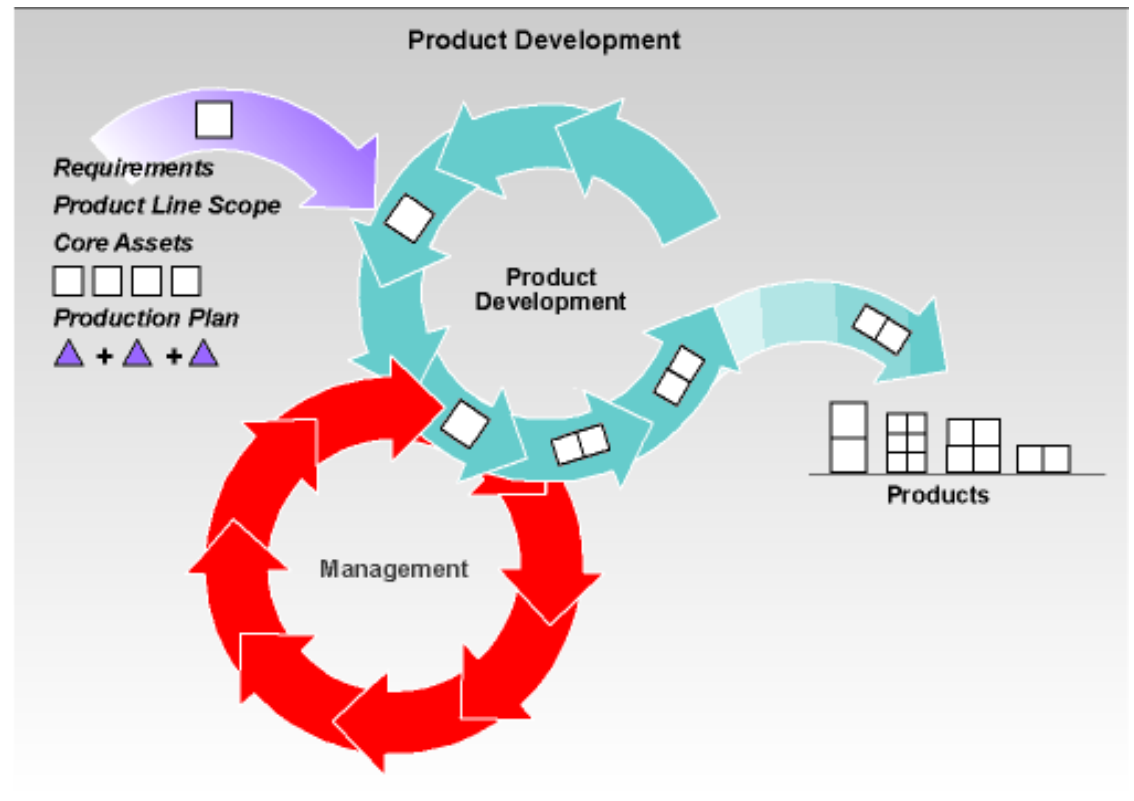 Product Development
Requirements
Product Line Scope
Core Assets
Production Plan
+ +
Product
Development
Management
Products